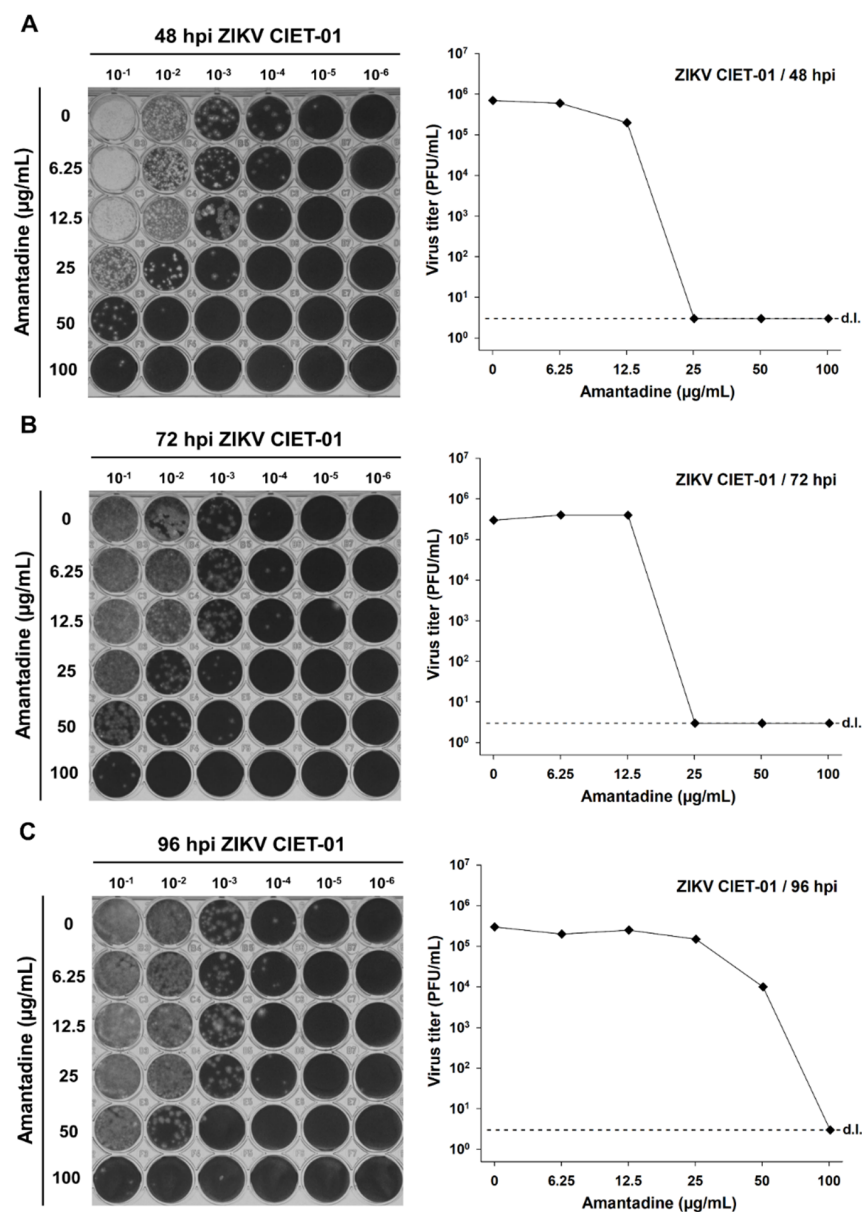 A
48 hpi ZIKV CIET-01
10-1 10-2 10-3 10-4 10-5 10-6
Amantadine (µg/mL)
0
6.25
12.5
25
50
100
ZIKV CIET-01 / 48 hpi
Virus titer (PFU/mL)
10⁷
10⁶
10⁵
10⁴
10³
10²
10¹
10⁰
d.l.
0 6.25 12.5 25 50 100
Amantadine (µg/mL)
B
72 hpi ZIKV CIET-01
10-1 10-2 10-3 10-4 10-5 10-6
Amantadine (µg/mL)
0
6.25
12.5
25
50
100
ZIKV CIET-01 / 72 hpi
Virus titer (PFU/mL)
10⁷
10⁶
10⁵
10⁴
10³
10²
10¹
10⁰
d.l.
0 6.25 12.5 25 50 100
Amantadine (µg/mL)
C
96 hpi ZIKV CIET-01
10-1 10-2 10-3 10-4 10-5 10-6
Amantadine (µg/mL)
0
6.25
12.5
25
50
100
ZIKV CIET-01 / 96 hpi
Virus titer (PFU/mL)
10⁷
10⁶
10⁵
10⁴
10³
10²
10¹
10⁰
d.l.
0 6.25 12.5 25 50 100
Amantadine (µg/mL)